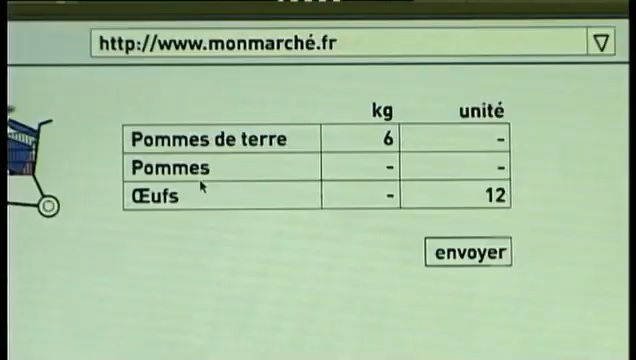 http://www.monmarché.fr
kg unité
Pommes de terre 6 -
Pommes - -
Œufs - 12
envoyer